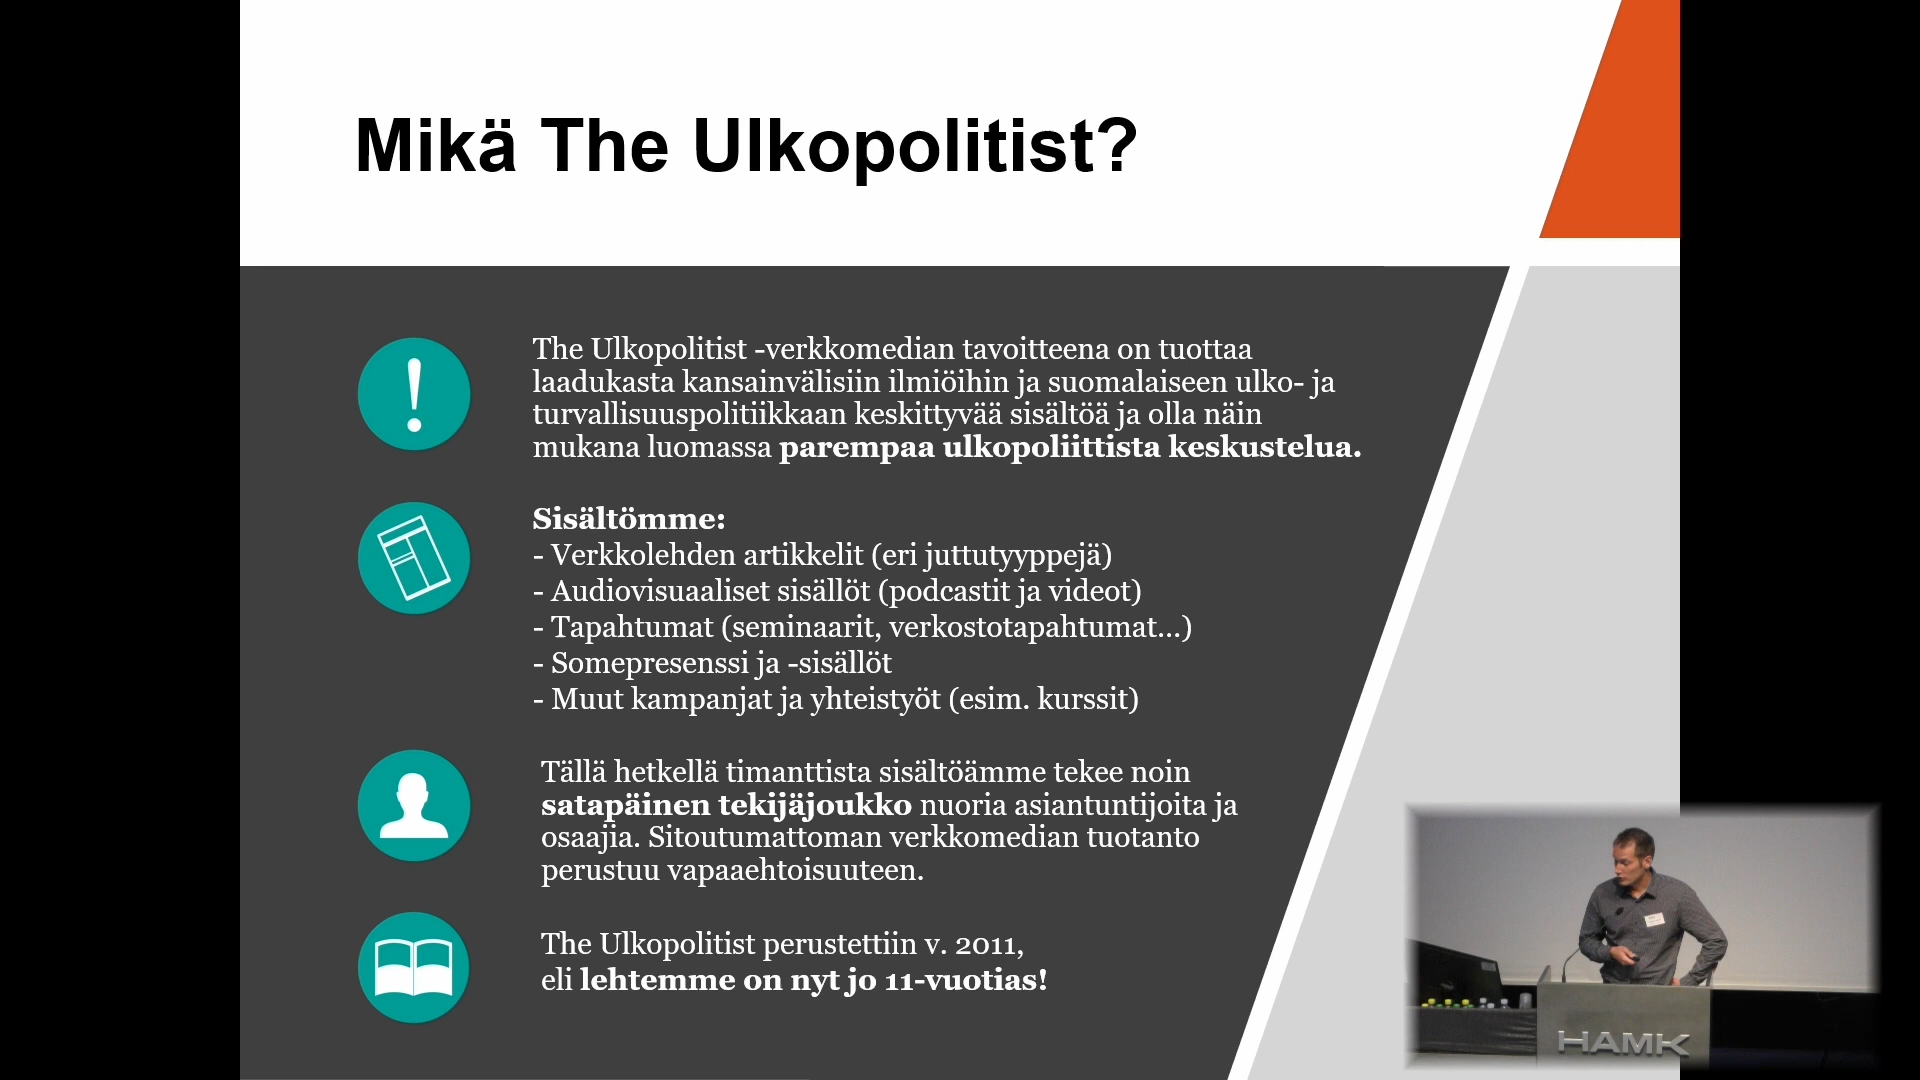 Mikä The Ulkopolitist?
The Ulkopolitist -verkkomedian tavoitteena on tuottaa
laadukasta kansainvälisiin ilmiöihin ja suomalaiseen ulko- ja
turvallisuuspolitiikkaan keskittyvää sisältöä ja olla näin
mukana luomassa parempaa ulkopoliittista keskustelua.
Sisältömme:
- Verkkolehden artikkelit (eri juttutyyppejä)
- Audiovisuaaliset sisällöt (podcastit ja videot)
- Tapahtumat (seminaarit, verkostotapahtumat...)
- Somepresenssi ja -sisällöt
- Muut kampanjat ja yhteistyöt (esim. kurssit)
Tällä hetkellä timanttista sisältöämme tekee noin
satapäinen tekijäjoukko nuoria asiantuntijoita ja
osaajia. Sitoutumattoman verkkomedian tuotanto
perustuu vapaaehtoisuuteen.
The Ulkopolitist perustettiin v. 2011,
eli lehtemme on nyt jo 11-vuotias!
HAMK